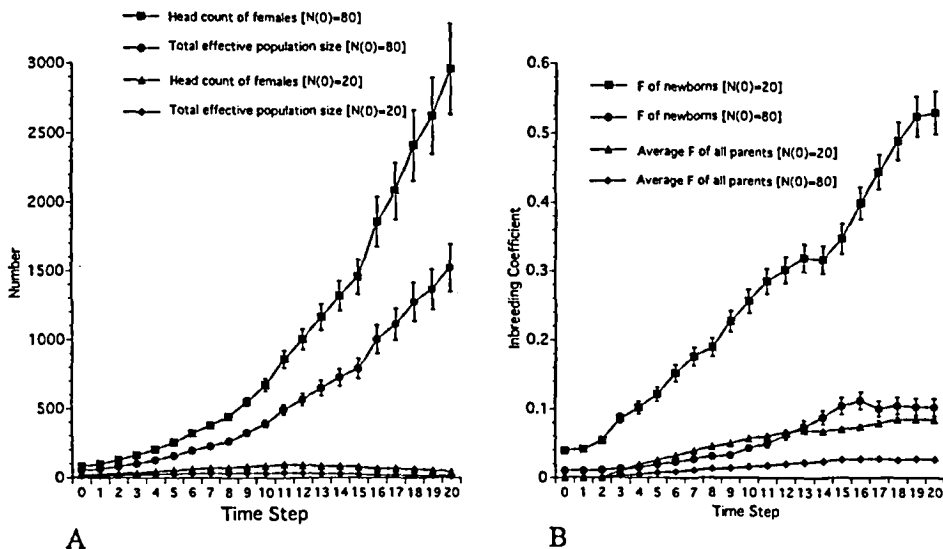 Head count of females [N(0)=80]
Total effective population size [N(0)=80]
Head count of females [N(0)=20]
Total effective population size [N(0)=20]
3000
2500
2000
1500
1000
500
0
Number
0 1 2 3 4 5 6 7 8 9 10 11 12 13 14 15 16 17 18 19 20
Time Step
A
F of newborns [N(0)=20]
F of newborns [N(0)=80]
Average F of all parents [N(0)=20]
Average F of all parents [N(0)=80]
0.6
0.5
0.4
0.3
0.2
0.1
0
Inbreeding Coefficient
0 1 2 3 4 5 6 7 8 9 10 11 12 13 14 15 16 17 18 19 20
Time Step
B